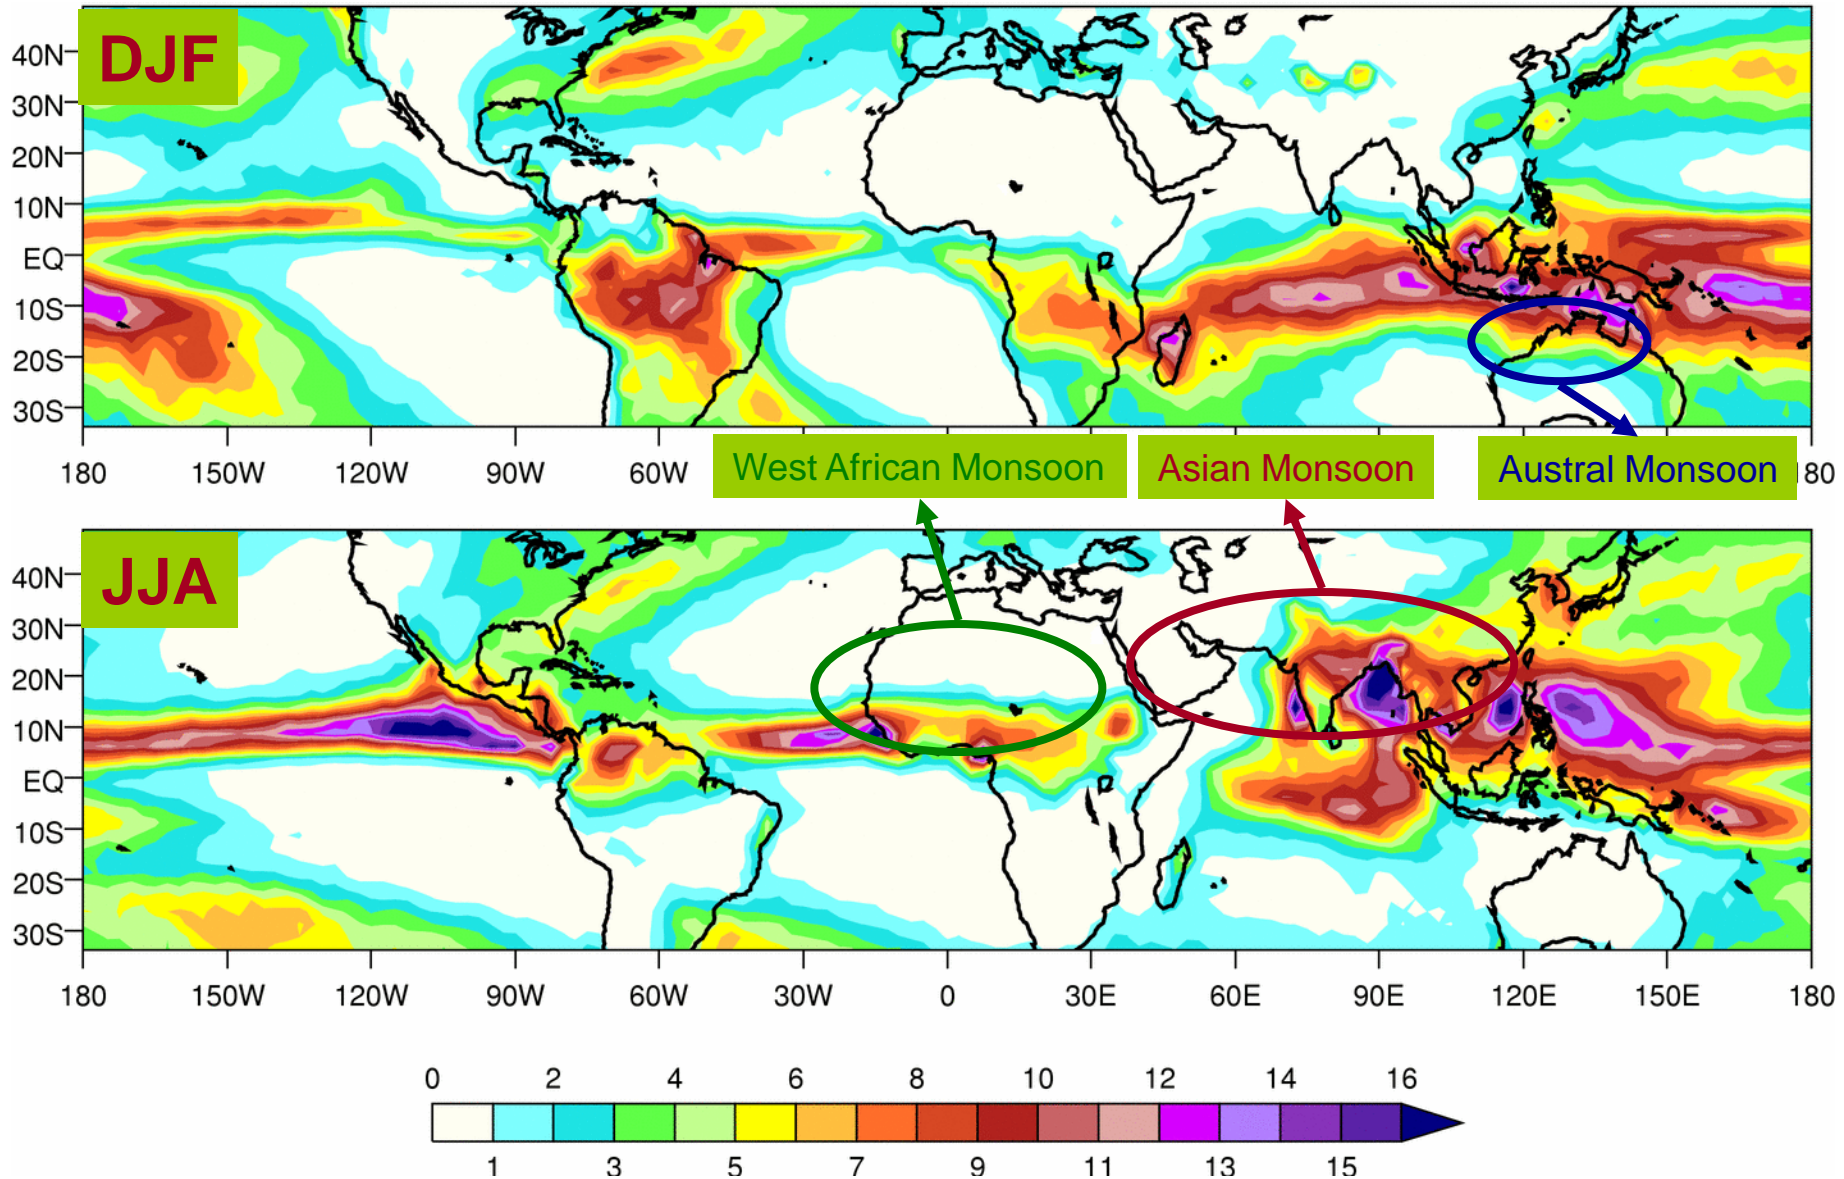 DJF
40N
30N
20N
10N
EQ
10S
20S
30S
180 150W 120W 90W 60W 80
West African Monsoon Asian Monsoon Austral Monsoon
JJA
40N
30N
20N
10N
EQ
10S
20S
30S
180 150W 120W 90W 60W 30W 0 30E 60E 90E 120E 150E 180
0 2 4 6 8 10 12 14 16
1 3 5 7 9 11 13 15